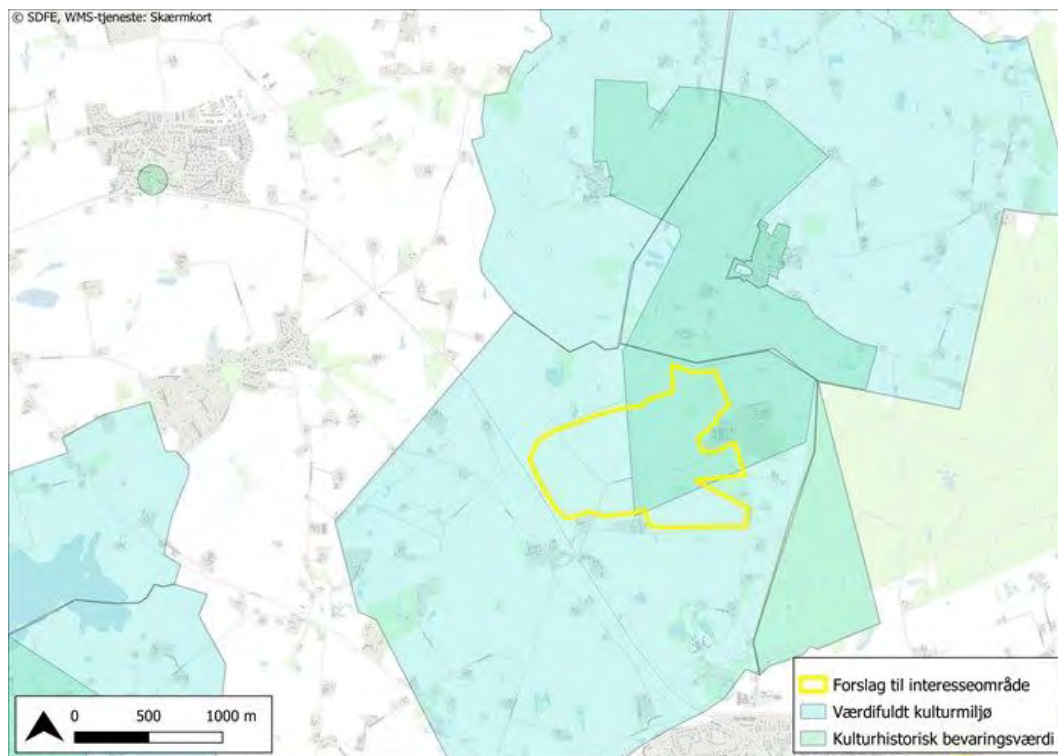 © SDFE, WMS-tjeneste: Skærmkort
0 500 1000 m
Forslag til interesseområde
Værdifuldt kulturmiljø
Kulturhistorisk bevaringsværdi